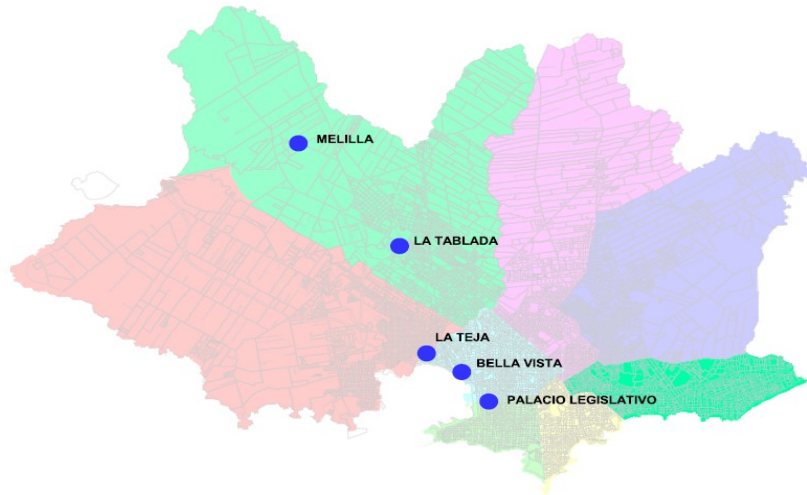 MELILLA
LA TABLADA
LA TEJA
BELLA VISTA
PALACIO LEGISLATIVO